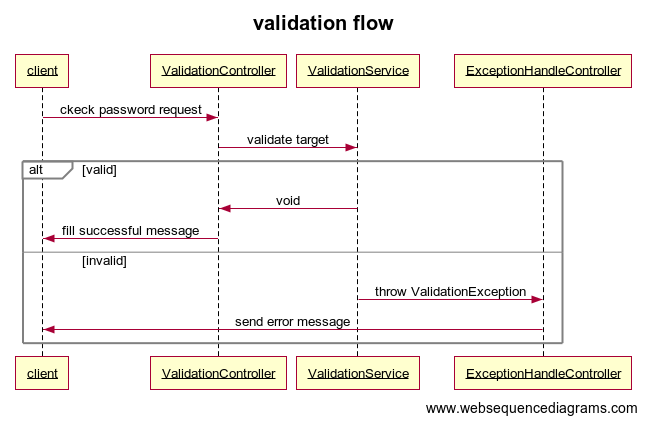 validation flow
client
ValidationController
ValidationService
ExceptionHandleController
ckeck password request
validate target
alt
[valid]
void
fill successful message
[invalid]
throw ValidationException
send error message
client
ValidationController
ValidationService
ExceptionHandleController
www.websequencediagrams.com